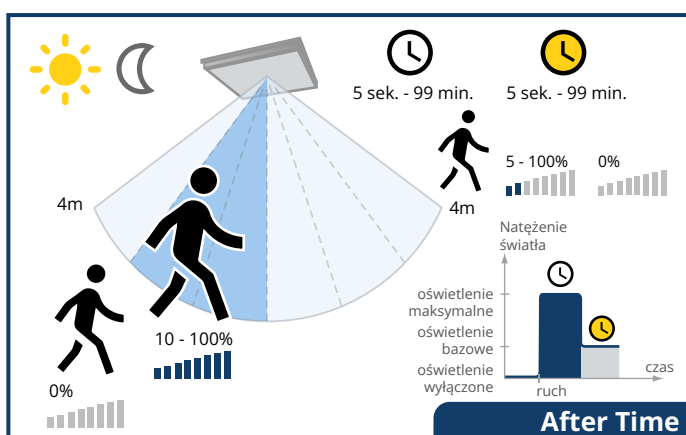 5 sek. - 99 min.
5 sek. - 99 min.
5 - 100%
0%
4m
4m
10 - 100%
0%
Natężenie
światła
oświetlenie
maksymalne
oświetlenie
bazowe
oświetlenie
wyłączone
ruch
czas
After Time